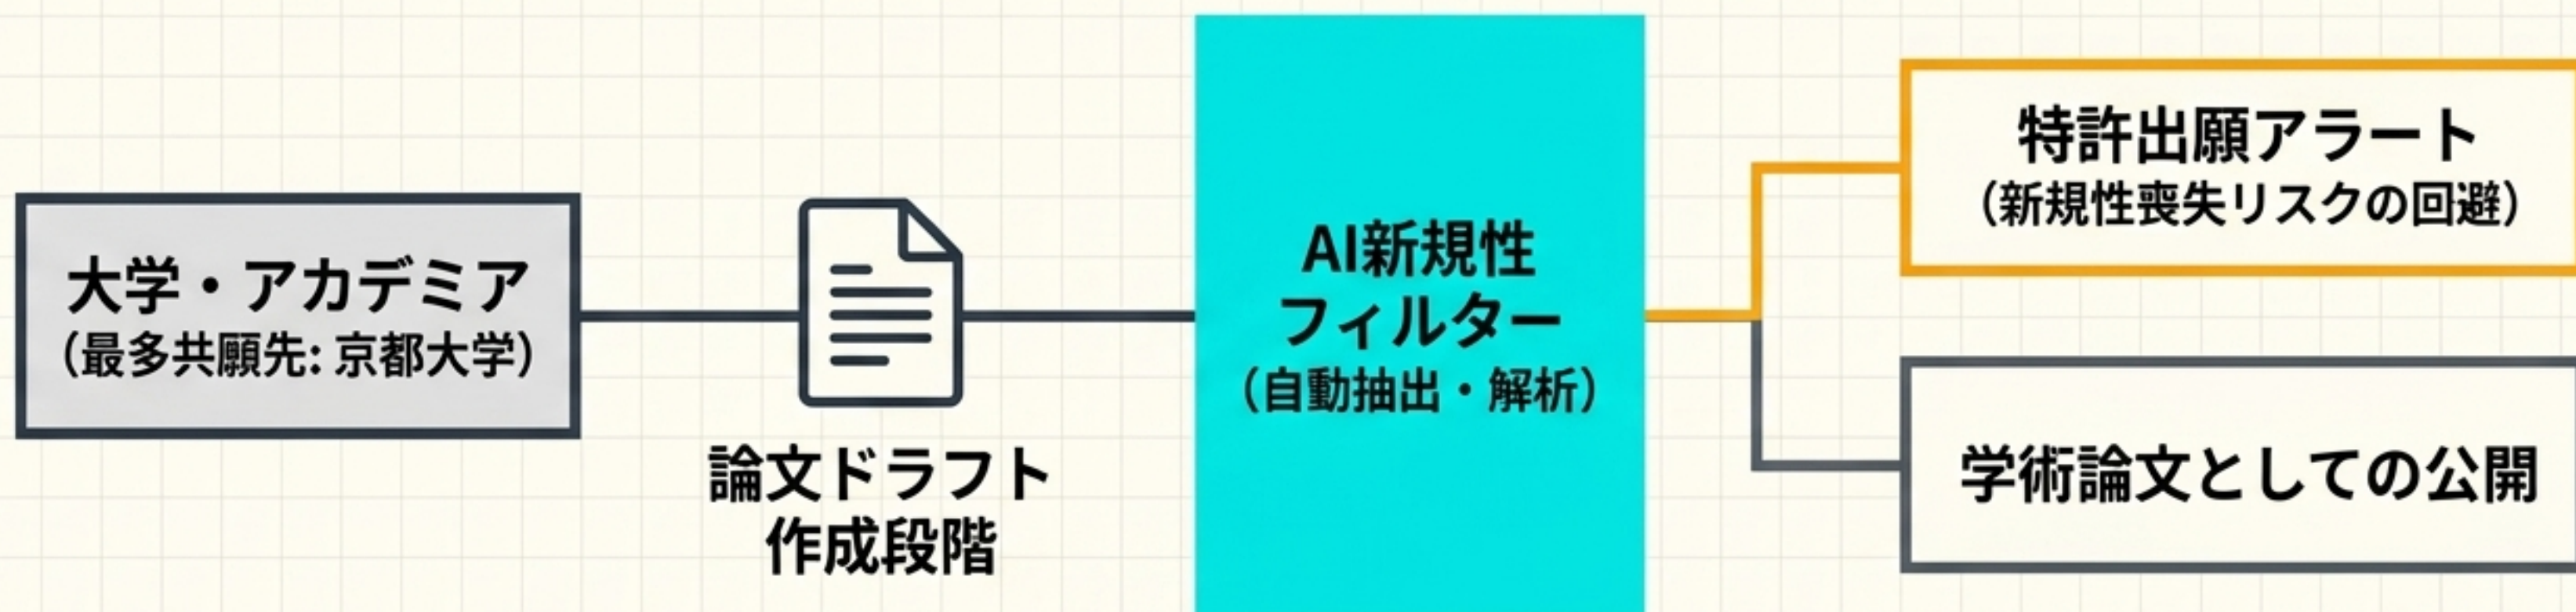 大学・アカデミア
（最多共願先: 京都大学）
論文ドラフト
作成段階
AI新規性
フィルター
（自動抽出・解析）
特許出願アラート
（新規性喪失リスクの回避）
学術論文としての公開